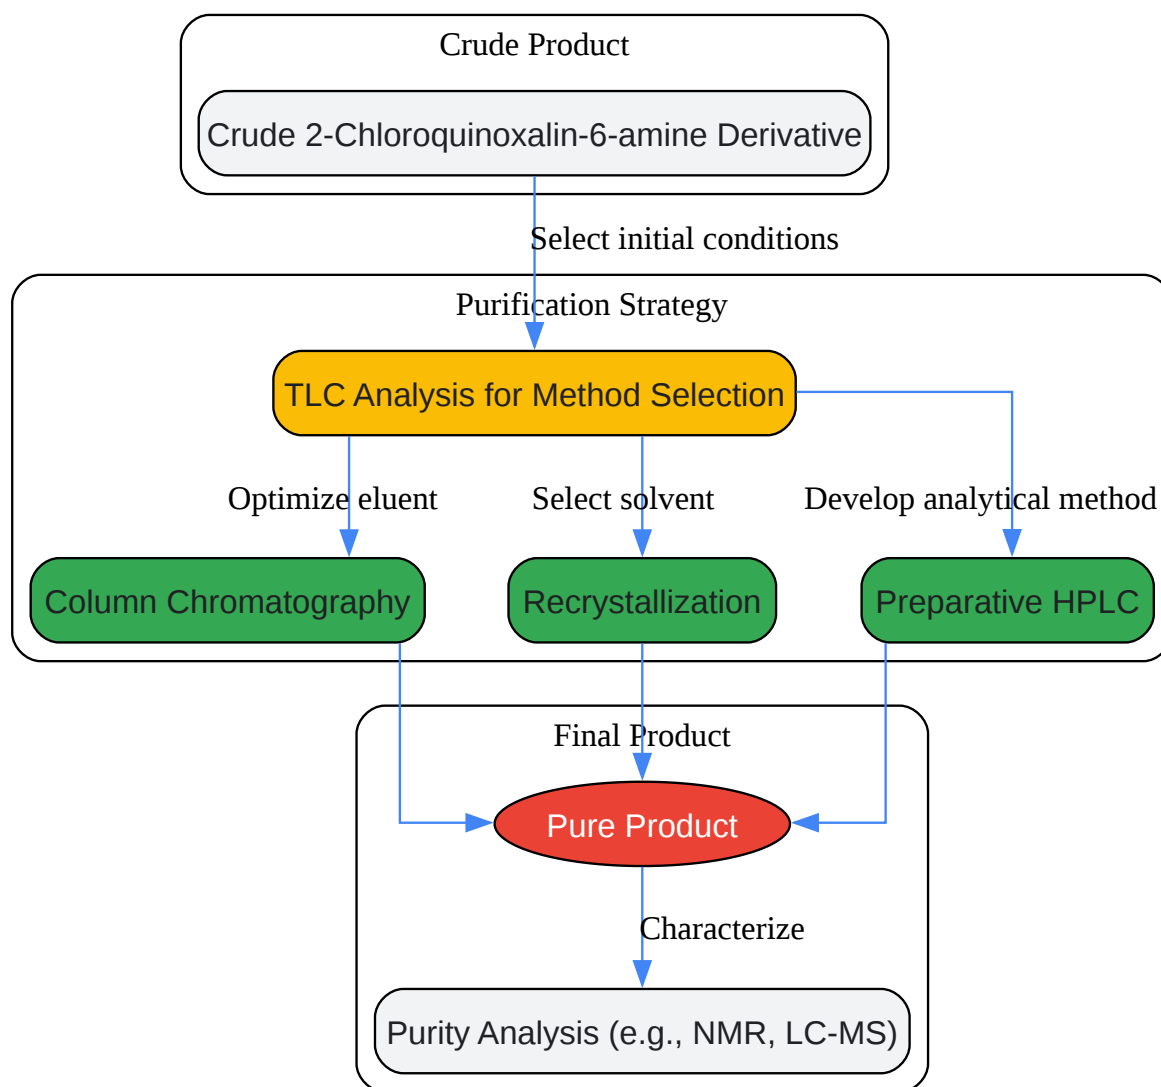 Crude Product
Crude 2-Chloroquinoxalin-6-amine Derivative
Select initial conditions
Purification Strategy
TLC Analysis for Method Selection
Optimize eluent
Select solvent
Develop analytical method
Column Chromatography
Recrystallization
Preparative HPLC
Final Product
Pure Product
Characterize
Purity Analysis (e.g., NMR, LC-MS)